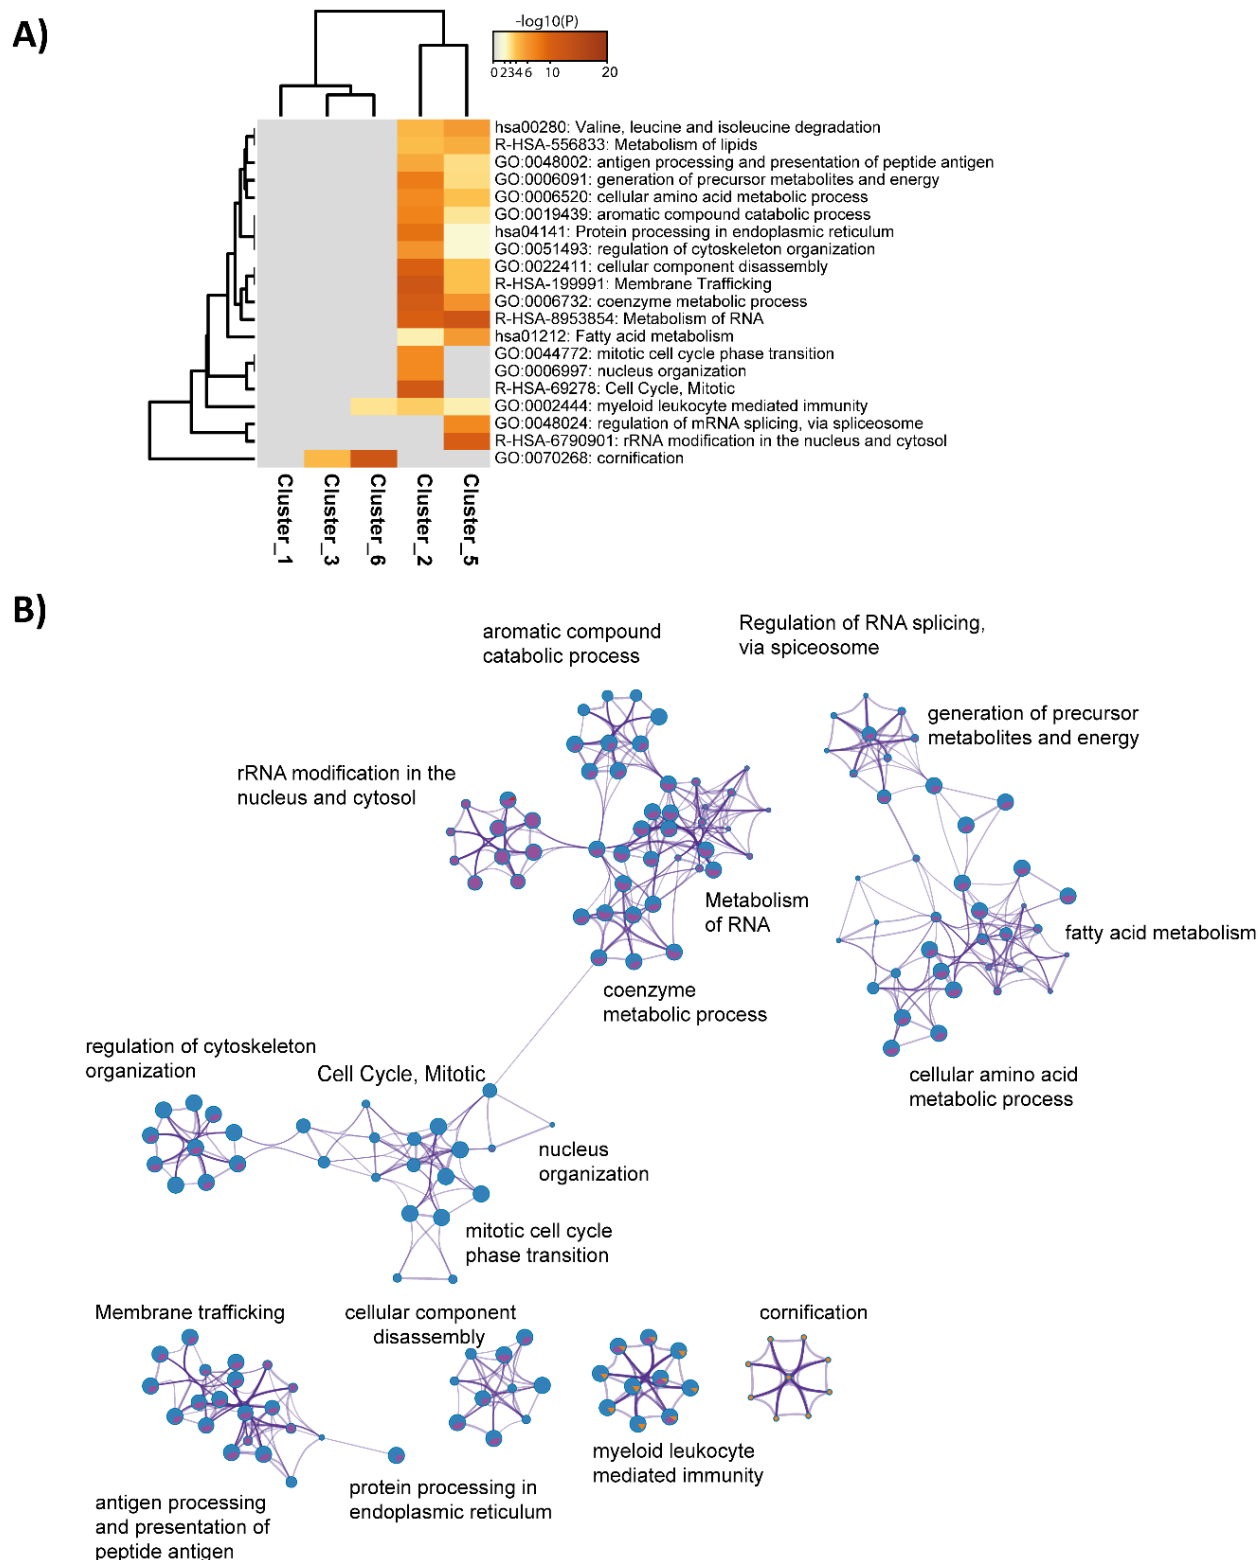 A)
-log10(P)
0 2 3 4 6 10 20
hsa00280: Valine, leucine and isoleucine degradation
R-HSA-556833: Metabolism of lipids
GO:0048002: antigen processing and presentation of peptide antigen
GO:0006091: generation of precursor metabolites and energy
GO:0006520: cellular amino acid metabolic process
GO:0019439: aromatic compound catabolic process
hsa04141: Protein processing in endoplasmic reticulum
GO:0051493: regulation of cytoskeleton organization
GO:0022411: cellular component disassembly
R-HSA-199991: Membrane Trafficking
GO:0006732: coenzyme metabolic process
R-HSA-8953854: Metabolism of RNA
hsa01212: Fatty acid metabolism
GO:0044772: mitotic cell cycle phase transition
GO:0006997: nucleus organization
R-HSA-69278: Cell Cycle, Mitotic
GO:0002444: myeloid leukocyte mediated immunity
GO:0048024: regulation of mRNA splicing, via spliceosome
R-HSA-6790901: rRNA modification in the nucleus and cytosol
GO:0070268: cornification
Cluster_1
Cluster_3
Cluster_6
Cluster_2
Cluster_5
B)
aromatic compound
catabolic process
Regulation of RNA splicing,
via spiceosome
generation of precursor
metabolites and energy
rRNA modification in the
nucleus and cytosol
Metabolism
of RNA
fatty acid metabolism
coenzyme
metabolic process
cellular amino acid
metabolic process
regulation of cytoskeleton
organization
Cell Cycle, Mitotic
nucleus
organization
mitotic cell cycle
phase transition
Membrane trafficking
cellular component
disassembly
cornification
myeloid leukocyte
mediated immunity
protein processing in
endoplasmic reticulum
antigen processing
and presentation of
peptide antigen